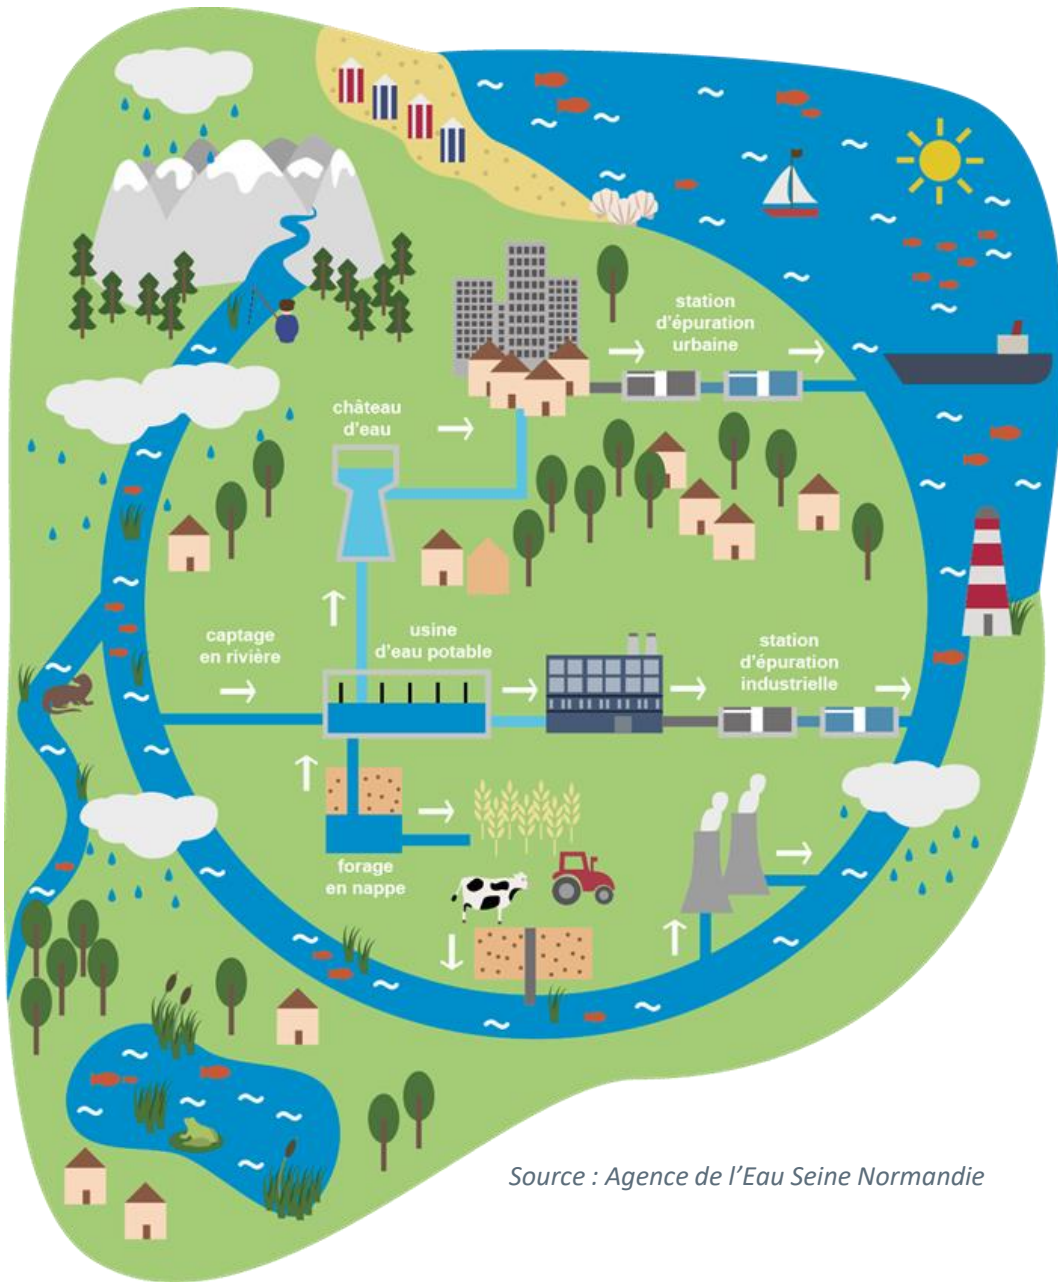 station
d'épuration
urbaine
château
d'eau
captage
en rivière
usine
d'eau potable
station
d'épuration
industrielle
forage
en nappe
Source : Agence de l'Eau Seine Normandie